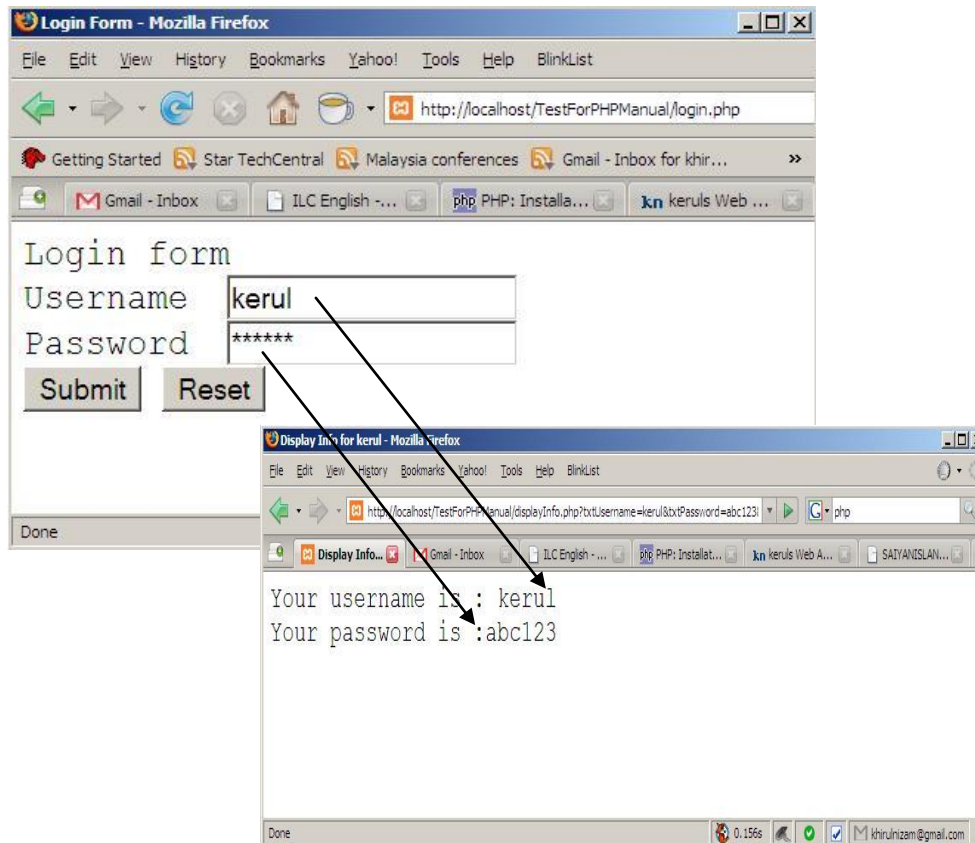 Login Form - Mozilla Firefox
File Edit View History Bookmarks Yahoo! Tools Help BlinkList
http://localhost/TestForPHPManual/login.php
Getting Started Star TechCentral Malaysia conferences Gmail - Inbox for khir... »
Gmail - Inbox ILC English -... php PHP: Installa... kn keruls Web ...
Login form
Username kerul
Password ******
Submit Reset
Done
Display Info for kerul - Mozilla Firefox
File Edit View History Bookmarks Yahoo! Tools Help BlinkList
http://localhost/TestForPHPManual/displayInfo.php?txtUsername=kerul&txtPassword=abc123 G php
Display Info... Gmail - Inbox ILC English - ... php PHP: Installat... kn keruls Web A... SAIYANISLAN...
Your username is : kerul
Your password is :abc123
Done 0.156s khirulnizam@gmail.com